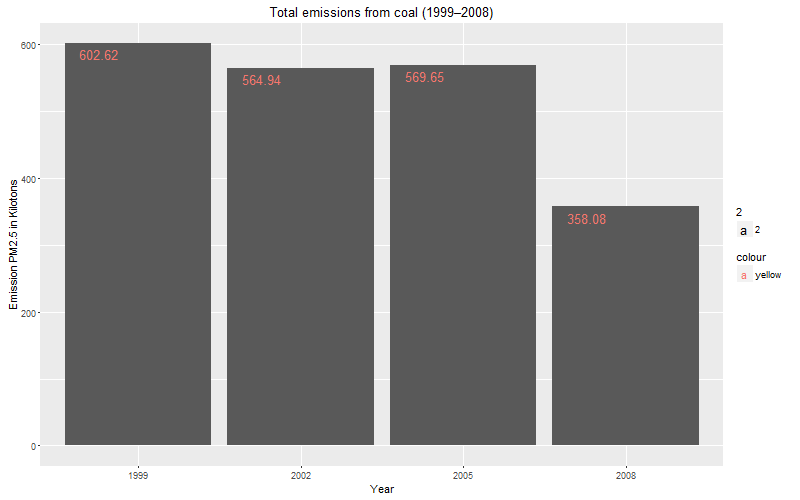 Total emissions from coal (1999–2008)
Emission PM2.5 in Kilotons
600
400
200
0
602.62
564.94
569.65
358.08
1999
2002
2005
2008
Year
2
a 2
colour
a yellow